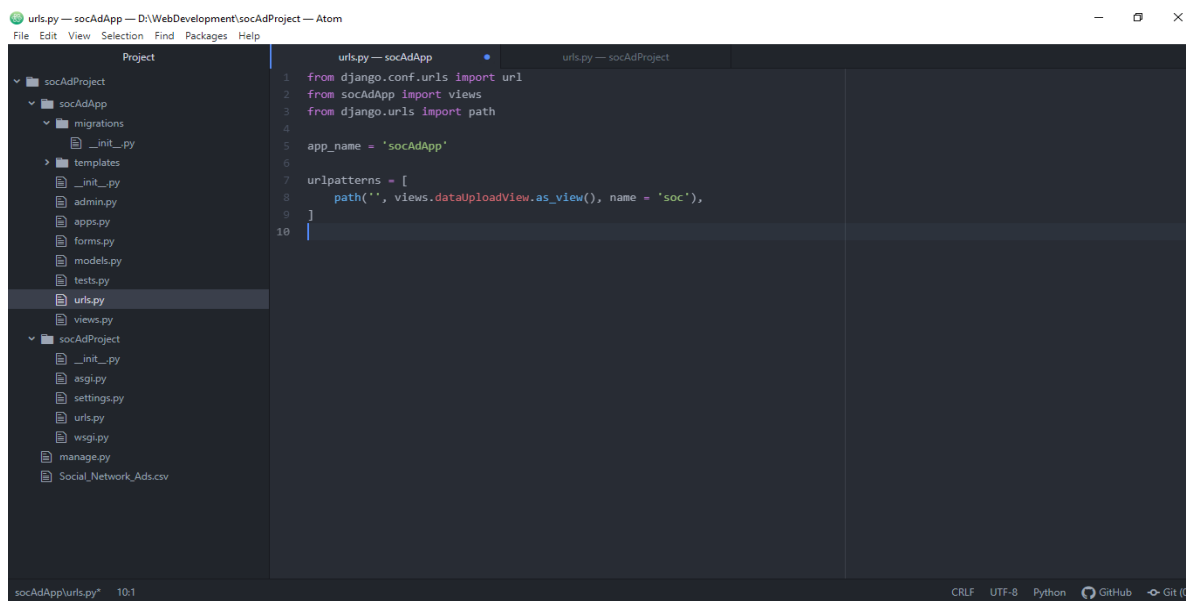 urls.py — socAdApp — D:\WebDevelopment\socAdProject — Atom
File Edit View Selection Find Packages Help
Project
socAdProject
socAdApp
migrations
__init__.py
templates
__init__.py
admin.py
apps.py
forms.py
models.py
tests.py
urls.py
views.py
socAdProject
__init__.py
asgi.py
settings.py
urls.py
wsgi.py
manage.py
Social_Network_Ads.csv
urls.py — socAdApp
urls.py — socAdProject
1 from django.conf.urls import url
2 from socAdApp import views
3 from django.urls import path
4
5 app_name = 'socAdApp'
6
7 urlpatterns = [
8     path('', views.dataUploadView.as_view(), name = 'soc'),
9 ]
10
socAdApp\urls.py* 10:1
CRLF UTF-8 Python GitHub Git (0